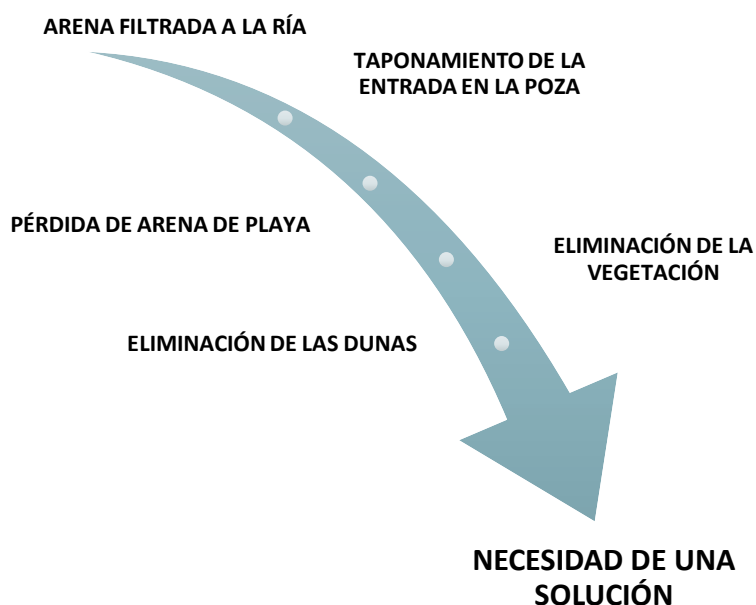 ARENA FILTRADA A LA RÍA
TAPONAMIENTO DE LA
ENTRADA EN LA POZA
PÉRDIDA DE ARENA DE PLAYA
ELIMINACIÓN DE LA
VEGETACIÓN
ELIMINACIÓN DE LAS DUNAS
NECESIDAD DE UNA
SOLUCIÓN